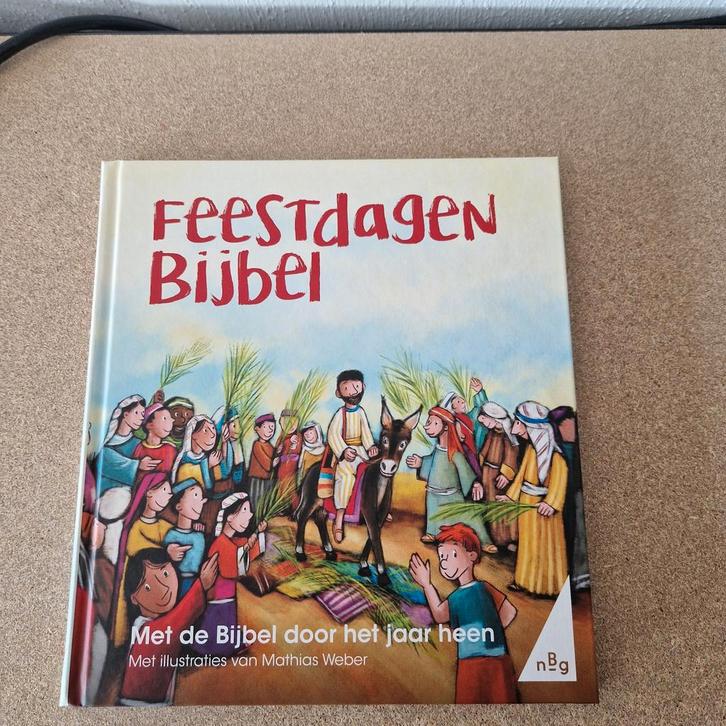 Feestdagen
Bijbel
Met de Bijbel door het jaar heen
Met illustraties van Mathias Weber
nBg